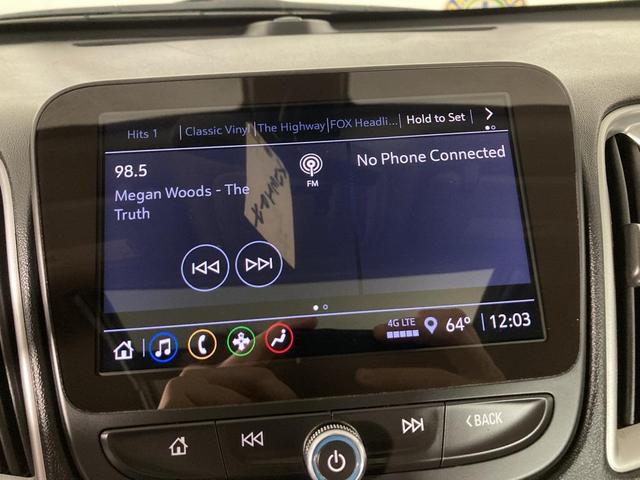 Hits 1 | Classic Vinyl | The Highway | FOX Headli... | Hold to Set
98.5
FM
No Phone Connected
Megan Woods - The
Truth
4G LTE
64° | 12:03
BACK